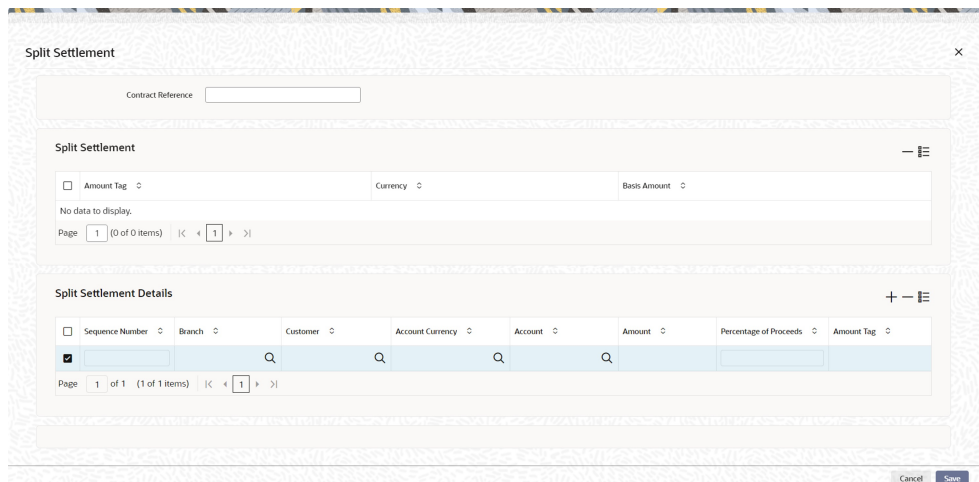 Split Settlement
Contract Reference
Split Settlement
Amount Tag Currency Basis Amount
No data to display.
Page 1 (0 of 0 items) 1
Split Settlement Details
Sequence Number Branch Customer Account Currency Account Amount Percentage of Proceeds Amount Tag
Page 1 of 1 (1 of 1 items) 1
Cancel Save